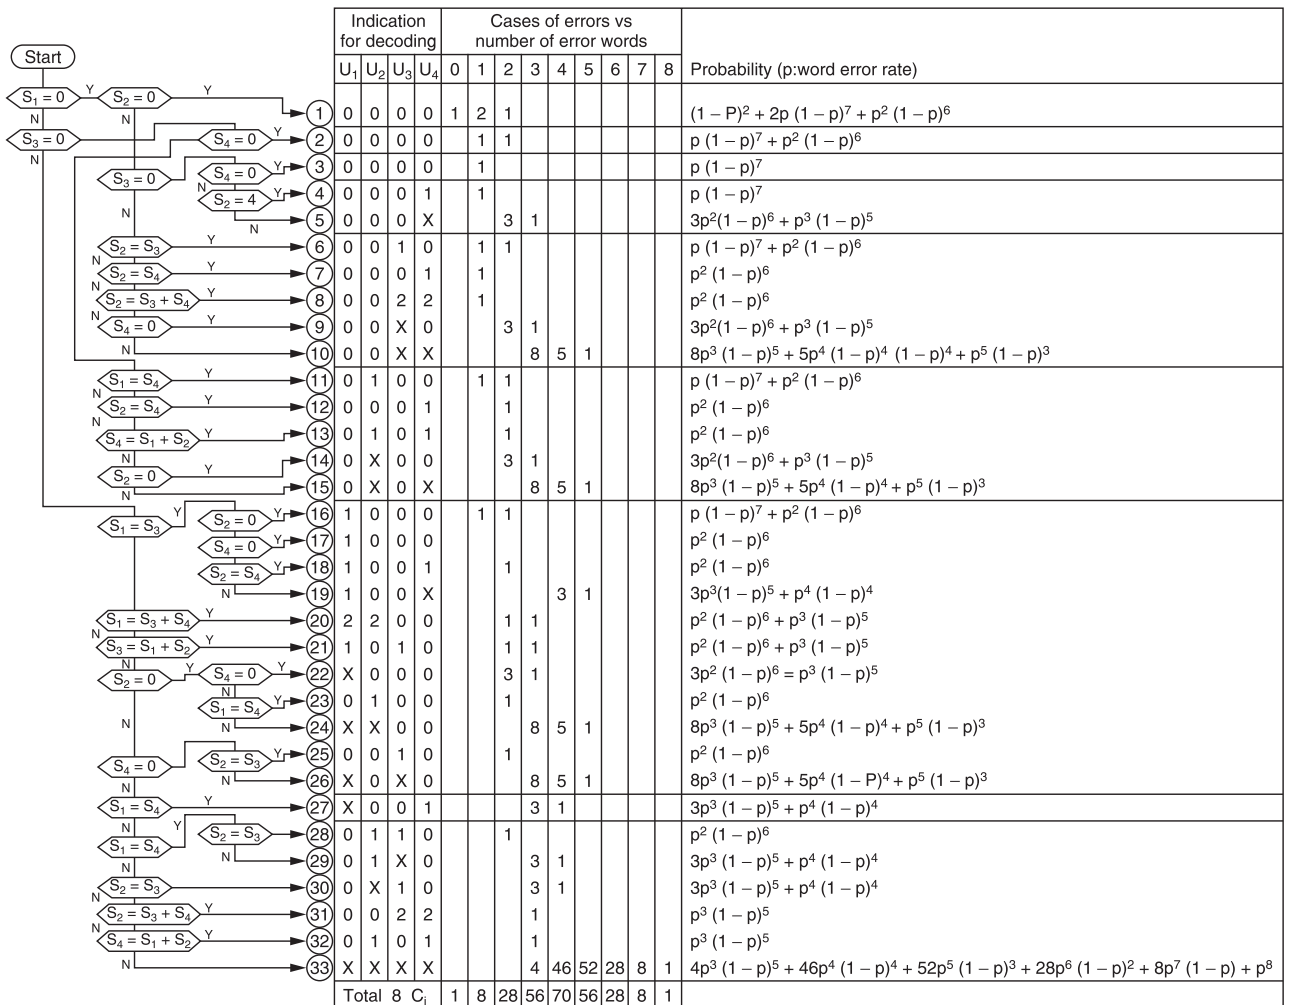 Start
Indication for decoding
Cases of errors vs number of error words
U₁ U₂ U₃ U₄ 0 1 2 3 4 5 6 7 8 Probability (p:word error rate)
S₁ = 0 Y S₂ = 0 Y
N N
1 0 0 0 0 1 2 1 (1 – P)² + 2p (1 – p)⁷ + p² (1 – p)⁶
S₃ = 0 S₄ = 0 Y 2 0 0 0 0 1 1 p (1 – p)⁷ + p² (1 – p)⁶
N
S₃ = 0 S₄ = 0 Y 3 0 0 0 0 1 p (1 – p)⁷
N
S₂ = 4 Y 4 0 0 0 1 1 p (1 – p)⁷
N N 5 0 0 0 X 3 1 3p²(1 – p)⁶ + p³ (1 – p)⁵
S₂ = S₃ Y 6 0 0 1 0 1 1 p (1 – p)⁷ + p² (1 – p)⁶
N
S₂ = S₄ Y 7 0 0 0 1 1 p² (1 – p)⁶
N
S₂ = S₃ + S₄ Y 8 0 0 2 2 1 p² (1 – p)⁶
N
S₄ = 0 Y 9 0 0 X 0 3 1 3p²(1 – p)⁶ + p³ (1 – p)⁵
N 10 0 0 X X 8 5 1 8p³ (1 – p)⁵ + 5p⁴ (1 – p)⁴ (1 – p)⁴ + p⁵ (1 – p)³
S₁ = S₄ Y 11 0 1 0 0 1 1 p (1 – p)⁷ + p² (1 – p)⁶
N
S₂ = S₄ Y 12 0 0 0 1 1 p² (1 – p)⁶
N
S₄ = S₁ + S₂ Y 13 0 1 0 1 1 p² (1 – p)⁶
N
S₂ = 0 Y 14 0 X 0 0 3 1 3p²(1 – p)⁶ + p³ (1 – p)⁵
N 15 0 X 0 X 8 5 1 8p³ (1 – p)⁵ + 5p⁴ (1 – p)⁴ + p⁵ (1 – p)³
S₁ = S₃ Y S₂ = 0 Y 16 1 0 0 0 1 1 p (1 – p)⁷ + p² (1 – p)⁶
S₄ = 0 Y 17 1 0 0 0 p² (1 – p)⁶
S₂ = S₄ Y 18 1 0 0 1 1 p² (1 – p)⁶
N 19 1 0 0 X 3 1 3p³(1 – p)⁵ + p⁴ (1 – p)⁴
S₁ = S₃ + S₄ Y 20 2 2 0 0 1 1 p² (1 – p)⁶ + p³ (1 – p)⁵
N
S₃ = S₁ + S₂ Y 21 1 0 1 0 1 1 p² (1 – p)⁶ + p³ (1 – p)⁵
N
S₂ = 0 Y S₄ = 0 Y 22 X 0 0 0 3 1 3p² (1 – p)⁶ = p³ (1 – p)⁵
N
S₁ = S₄ Y 23 0 1 0 0 1 p² (1 – p)⁶
N N 24 X X 0 0 8 5 1 8p³ (1 – p)⁵ + 5p⁴ (1 – p)⁴ + p⁵ (1 – p)³
S₄ = 0 S₂ = S₃ Y 25 0 0 1 0 1 p² (1 – p)⁶
N N 26 X 0 X 0 8 5 1 8p³ (1 – p)⁵ + 5p⁴ (1 – P)⁴ + p⁵ (1 – p)³
S₁ = S₄ Y 27 X 0 0 1 3 1 3p³ (1 – p)⁵ + p⁴ (1 – p)⁴
N
S₁ = S₄ Y S₂ = S₃ 28 0 1 1 0 1 p² (1 – p)⁶
N N 29 0 1 X 0 3 1 3p³ (1 – p)⁵ + p⁴ (1 – p)⁴
S₂ = S₃ 30 0 X 1 0 3 1 3p³ (1 – p)⁵ + p⁴ (1 – p)⁴
N
S₂ = S₃ + S₄ Y 31 0 0 2 2 1 p³ (1 – p)⁵
N
S₄ = S₁ + S₂ Y 32 0 1 0 1 1 p³ (1 – p)⁵
N 33 X X X X 4 46 52 28 8 1 4p³ (1 – p)⁵ + 46p⁴ (1 – p)⁴ + 52p⁵ (1 – p)³ + 28p⁶ (1 – p)² + 8p⁷ (1 – p) + p⁸
Total 8 Cᵢ 1 8 28 56 70 56 28 8 1